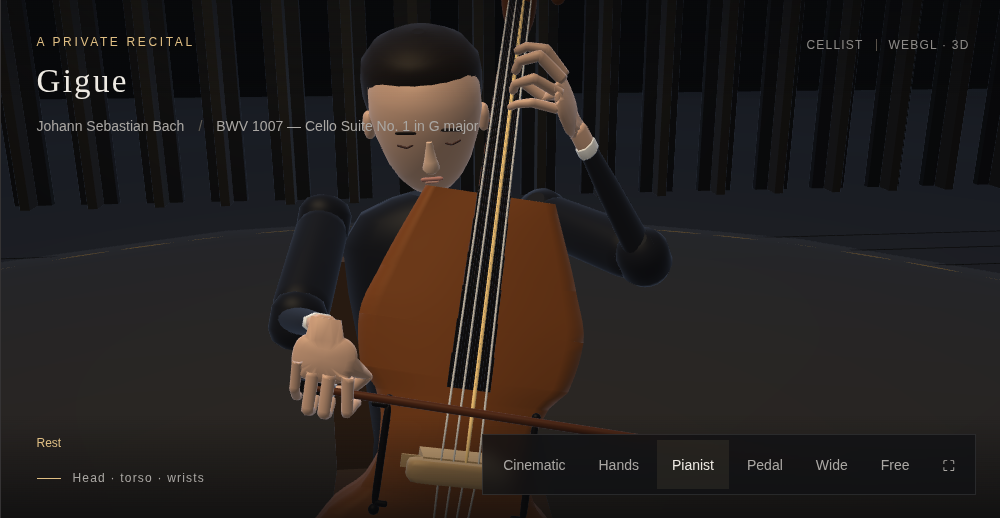 A PRIVATE RECITAL
CELLIST | WEBGL · 3D
Gigue
Johann Sebastian Bach / BWV 1007 — Cello Suite No. 1 in G major
Rest
Head · torso · wrists
Cinematic Hands Pianist Pedal Wide Free